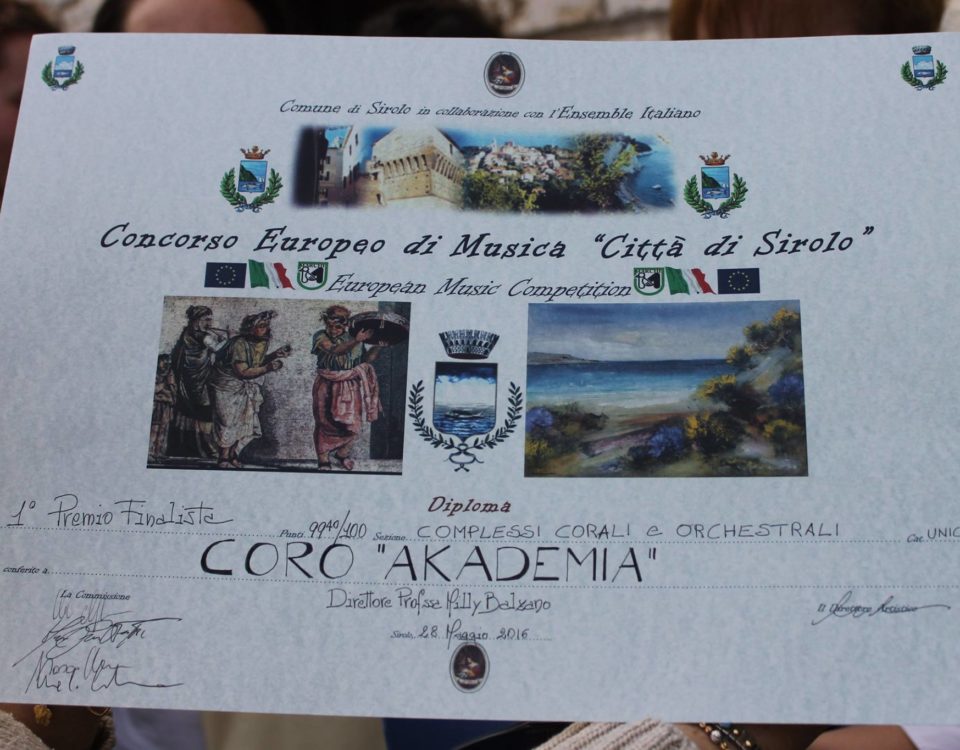 Comune di Sirolo in collaborazione con l'Ensemble Italiano
Concorso Europeo di Musica "Città di Sirolo"
European Music Competition
Diploma
1° Premio Finalista Punti 99,40/100 Sezione COMPLESSI CORALI e ORCHESTRALI Cat. UNIC
conferito a CORO "AKADEMIA"
Direttore Prof.ssa Milly Balzano
La Commissione
Il Direttore Artistico
Sirolo, 28 Maggio 2016